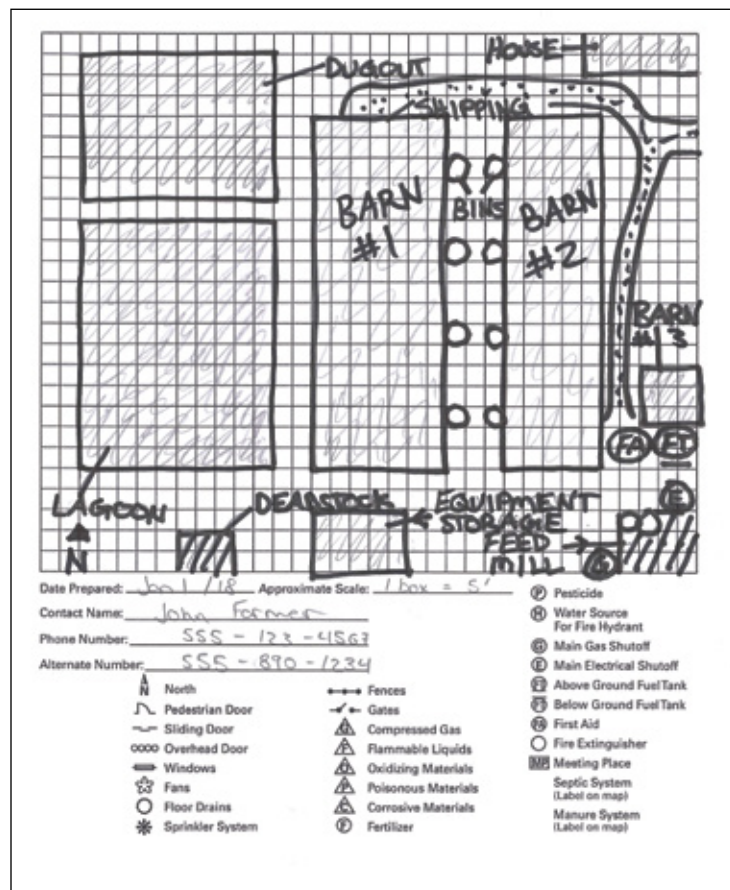 HOUSE
DUGOUT
SHIPPING
BARN #1
BINS
BARN #2
BARN #3
FA
FT
E
LAGOON
N
DEADSTOCK
EQUIPMENT STORAGE
FEED MILL
G
Date Prepared: Jan 1 / 18 Approximate Scale: 1 box = 5'
Contact Name: John Farmer
Phone Number: 555-123-4567
Alternate Number: 555-890-1234
N North
Pedestrian Door
Sliding Door
Overhead Door
Windows
Fans
Floor Drains
Sprinkler System
Fences
Gates
G Compressed Gas
F Flammable Liquids
O Oxidizing Materials
P Poisonous Materials
C Corrosive Materials
F Fertilizer
P Pesticide
H Water Source
For Fire Hydrant
G Main Gas Shutoff
E Main Electrical Shutoff
FT Above Ground Fuel Tank
FT Below Ground Fuel Tank
FA First Aid
Fire Extinguisher
MP Meeting Place
Septic System
(Label on map)
Manure System
(Label on map)